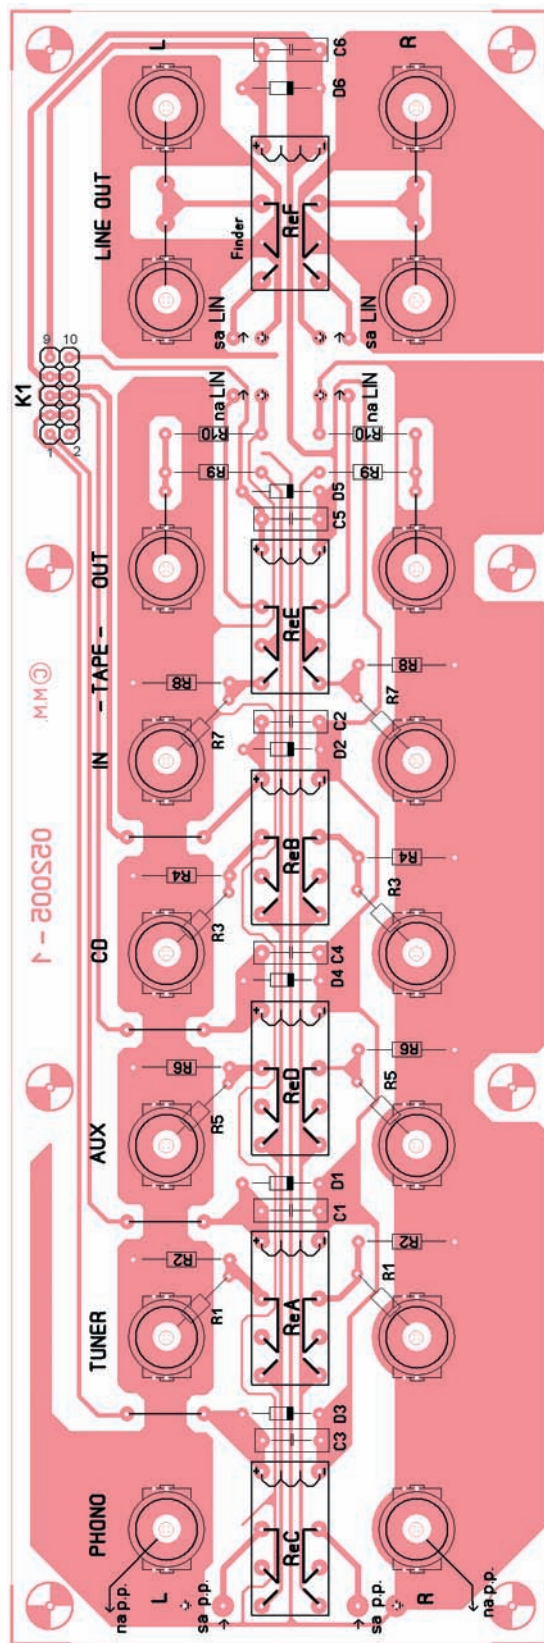 L
C6
R
D6
LINE OUT
Finder
ReF
sa LIN
sa LIN
K1
9
10
1
2
na LIN
na LIN
R10
R10
R9
R9
D5
C5
IN - TAPE - OUT
ReE
R8
R8
R7
R7
C2
D2
© M.M.
052005 - 1
ReB
R4
R4
R3
R3
CD
C4
D4
ReD
R6
R6
R5
R5
AUX
D1
C1
R2
R2
R1
R1
ReA
TUNER
D3
C3
PHONO
ReC
na p.p.
L
sa p.p.
sa p.p.
R
na p.p.